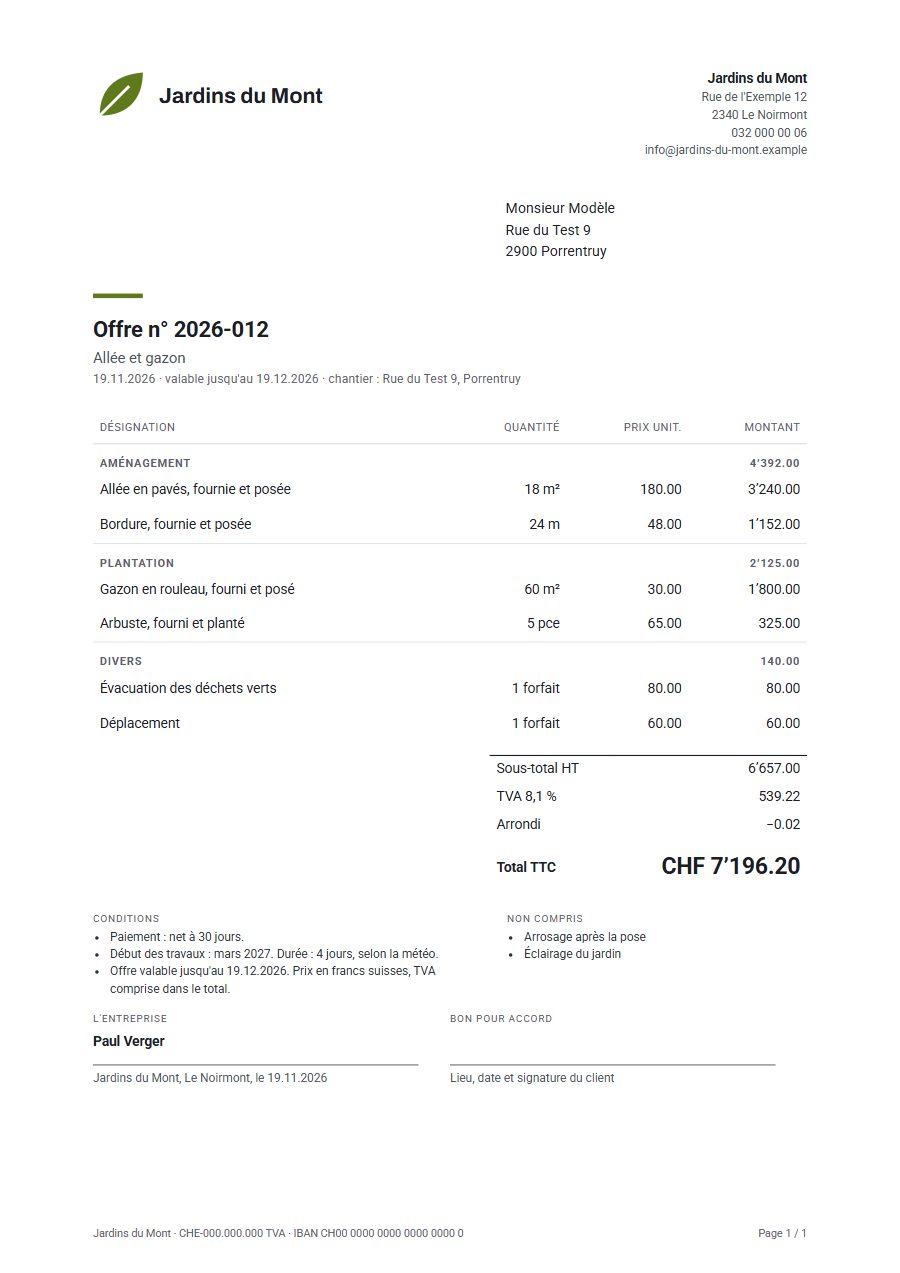 Jardins du Mont
Jardins du Mont
Rue de l'Exemple 12
2340 Le Noirmont
032 000 00 06
info@jardins-du-mont.example
Monsieur Modèle
Rue du Test 9
2900 Porrentruy
Offre n° 2026-012
Allée et gazon
19.11.2026 · valable jusqu'au 19.12.2026 · chantier : Rue du Test 9, Porrentruy
DÉSIGNATION QUANTITÉ PRIX UNIT. MONTANT
AMÉNAGEMENT 4’392.00
Allée en pavés, fournie et posée 18 m² 180.00 3’240.00
Bordure, fournie et posée 24 m 48.00 1’152.00
PLANTATION 2’125.00
Gazon en rouleau, fourni et posé 60 m² 30.00 1’800.00
Arbuste, fourni et planté 5 pce 65.00 325.00
DIVERS 140.00
Évacuation des déchets verts 1 forfait 80.00 80.00
Déplacement 1 forfait 60.00 60.00
Sous-total HT 6’657.00
TVA 8,1 % 539.22
Arrondi −0.02
Total TTC CHF 7’196.20
CONDITIONS
• Paiement : net à 30 jours.
• Début des travaux : mars 2027. Durée : 4 jours, selon la météo.
• Offre valable jusqu'au 19.12.2026. Prix en francs suisses, TVA
comprise dans le total.
NON COMPRIS
• Arrosage après la pose
• Éclairage du jardin
L'ENTREPRISE
Paul Verger
Jardins du Mont, Le Noirmont, le 19.11.2026
BON POUR ACCORD
Lieu, date et signature du client
Jardins du Mont · CHE-000.000.000 TVA · IBAN CH00 0000 0000 0000 0000 0 Page 1 / 1